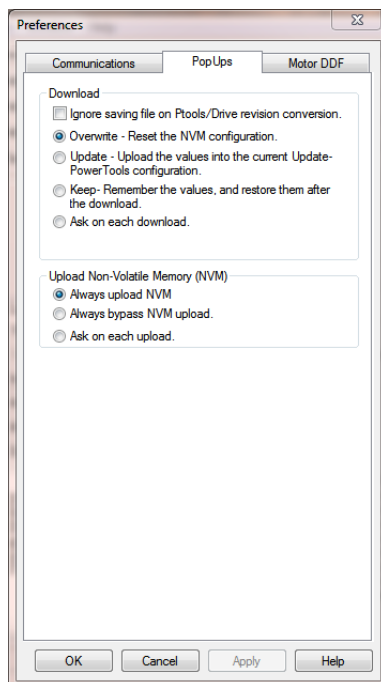 Preferences
Communications
PopUps
Motor DDF
Download
Ignore saving file on Ptools/Drive revision conversion.
Overwrite - Reset the NVM configuration.
Update - Upload the values into the current Update-
PowerTools configuration.
Keep- Remember the values, and restore them after
the download.
Ask on each download.
Upload Non-Volatile Memory (NVM)
Always upload NVM
Always bypass NVM upload.
Ask on each upload.
OK
Cancel
Apply
Help